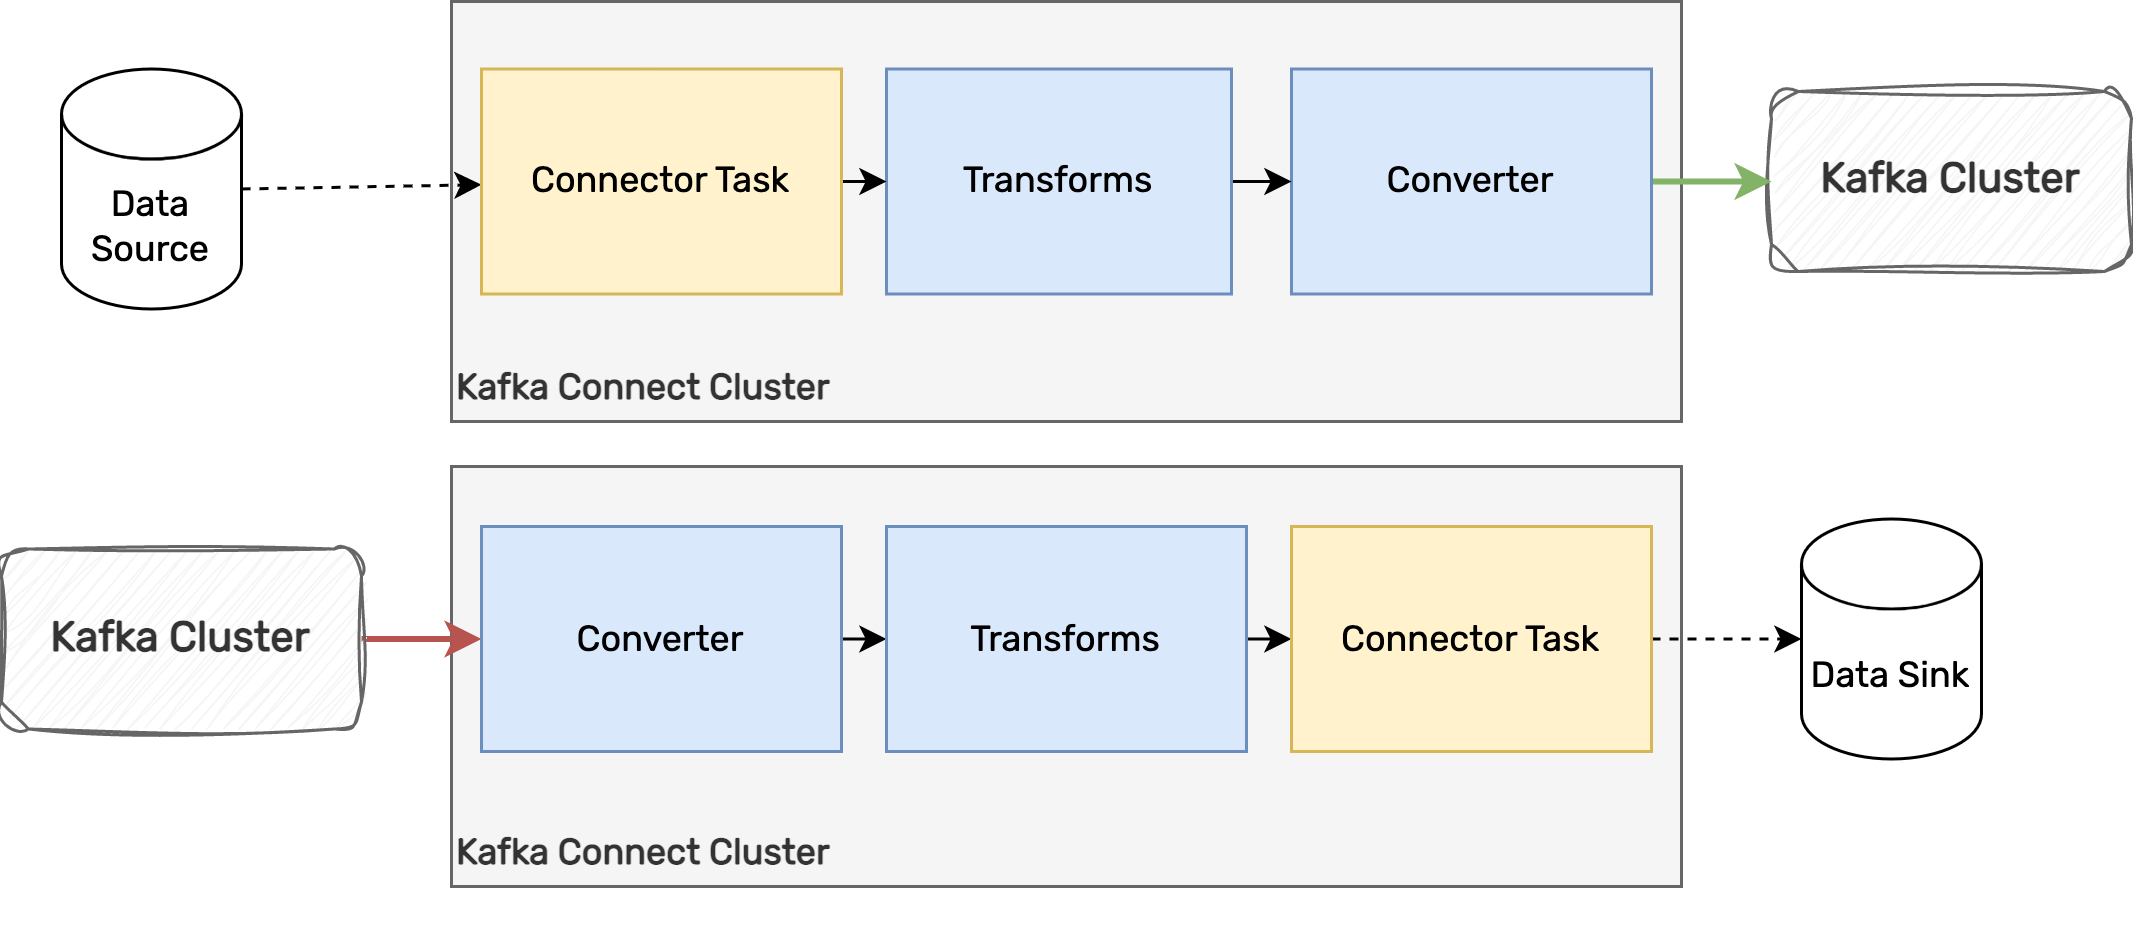 Data
Source
Connector Task
Transforms
Converter
Kafka Cluster
Kafka Connect Cluster
Kafka Cluster
Converter
Transforms
Connector Task
Data Sink
Kafka Connect Cluster